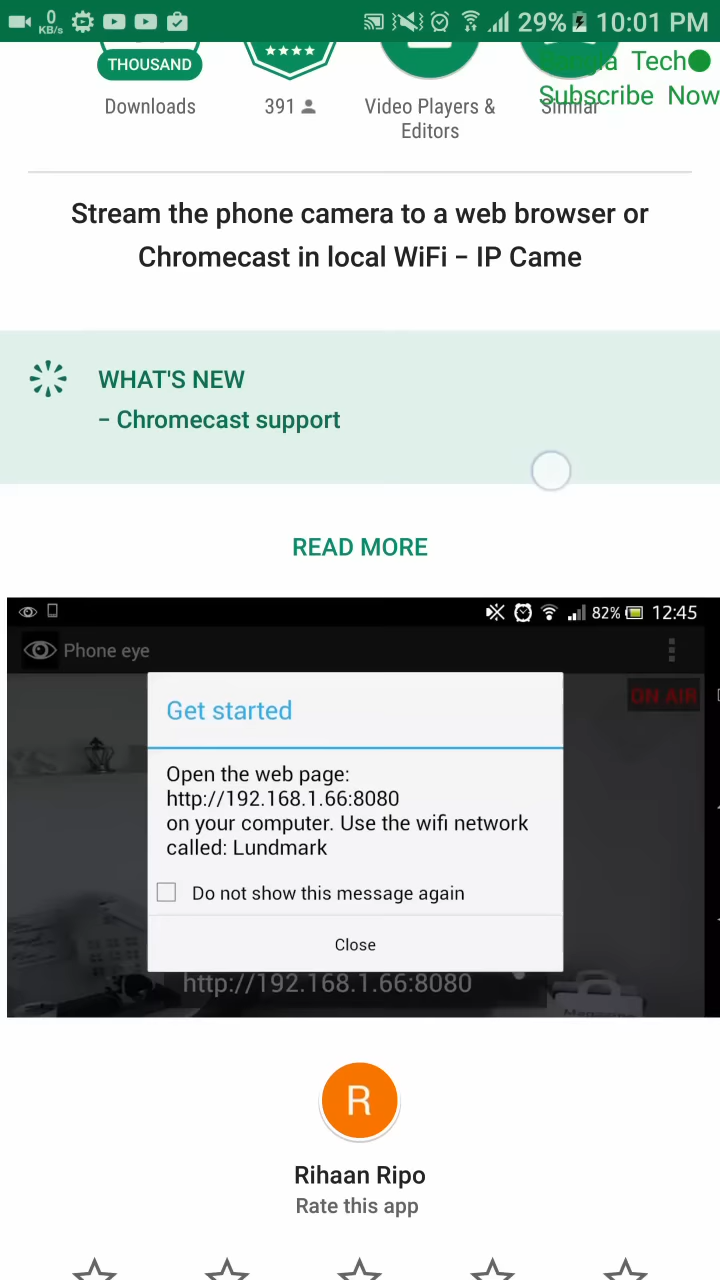 0
KB/s
29% 10:01 PM
THOUSAND
Tech
Subscribe Now
Downloads
391
Video Players &
Editors
Similar
Stream the phone camera to a web browser or
Chromecast in local WiFi – IP Came
WHAT'S NEW
– Chromecast support
READ MORE
82% 12:45
Phone eye
ON AIR
Get started
Open the web page:
http://192.168.1.66:8080
on your computer. Use the wifi network
called: Lundmark
Do not show this message again
Close
http://192.168.1.66:8080
R
Rihaan Ripo
Rate this app